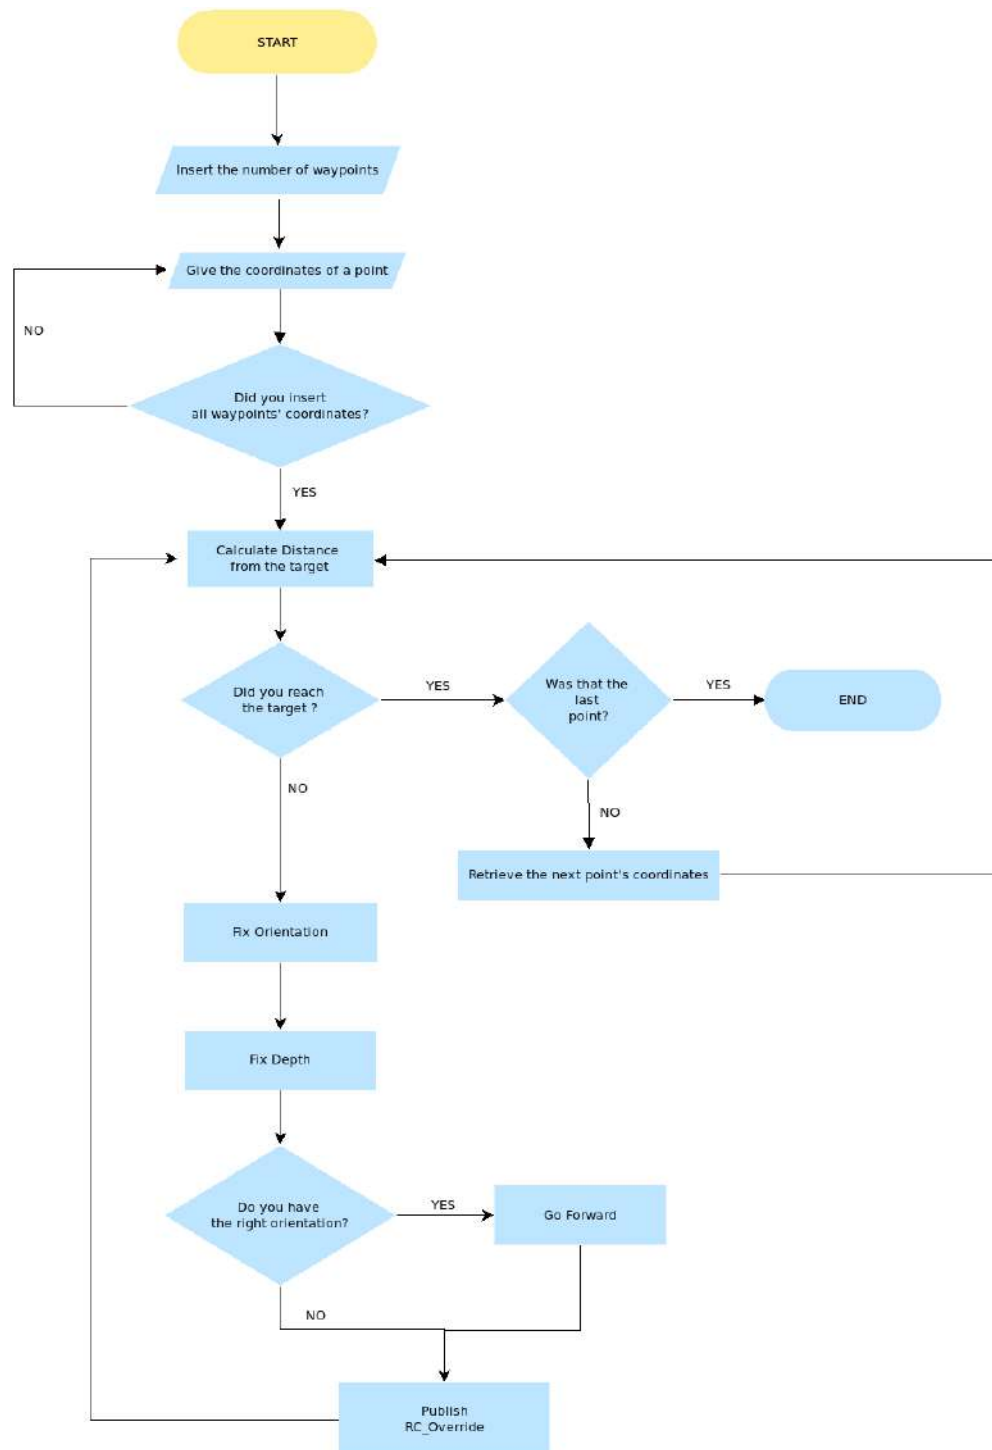 START
Insert the number of waypoints
Give the coordinates of a point
NO
Did you insert
all waypoints' coordinates?
YES
Calculate Distance
from the target
Did you reach
the target ?
YES
Was that the
last
point?
YES
END
NO
NO
Retrieve the next point's coordinates
Fix Orientation
Fix Depth
Do you have
the right orientation?
YES
Go Forward
NO
Publish
RC_Override